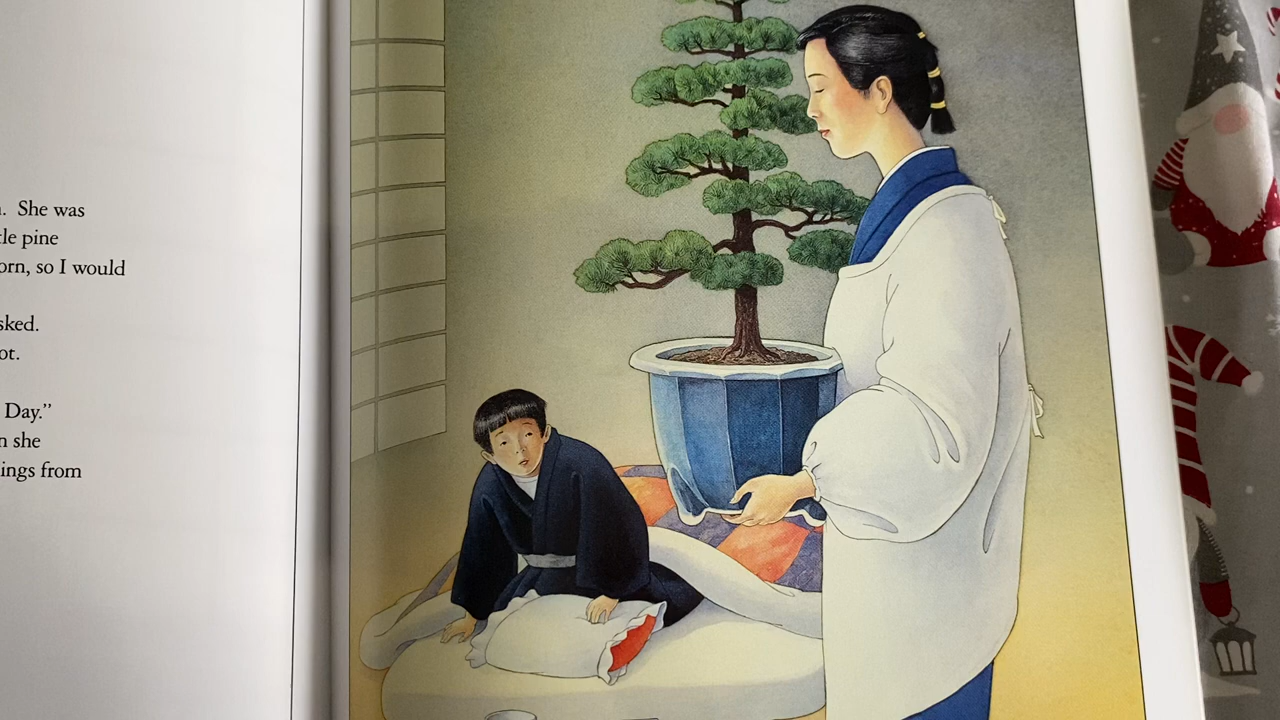 . She was
tle pine
orn, so I would
sked.
ot.
Day."
n she
ings from